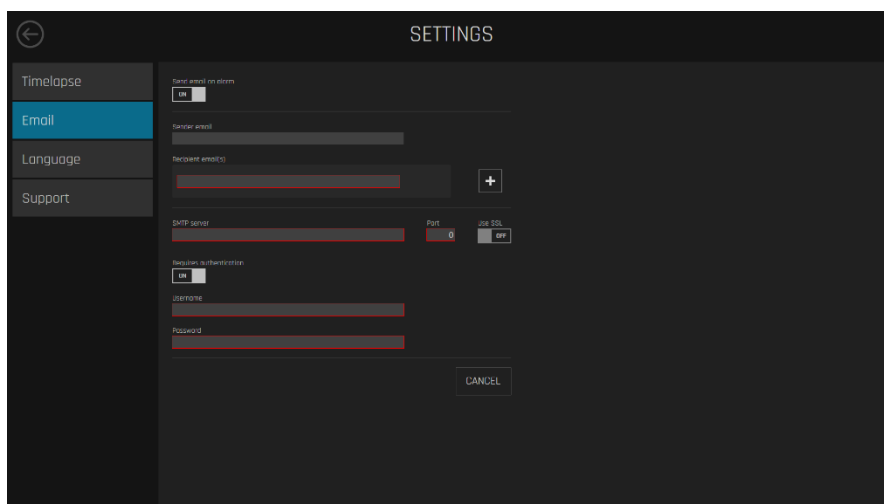 SETTINGS
Timelapse
Email
Language
Support
Send email on alarm
ON
Sender email
Recipient email(s)
+
SMTP server
Port
Use SSL
0
OFF
Requires authentication
ON
Username
Password
CANCEL